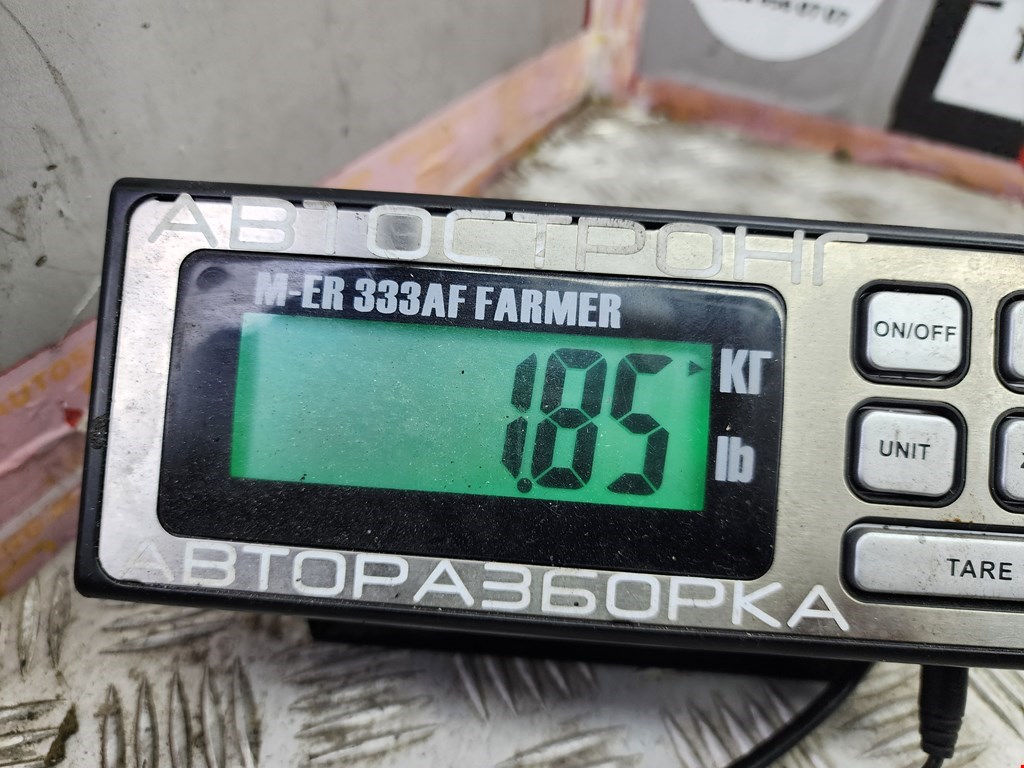 АВТОСТРОНГ
M-ER 333AF FARMER
1.85
КГ
lb
ON/OFF
UNIT
TARE
АВТОРАЗБОРКА